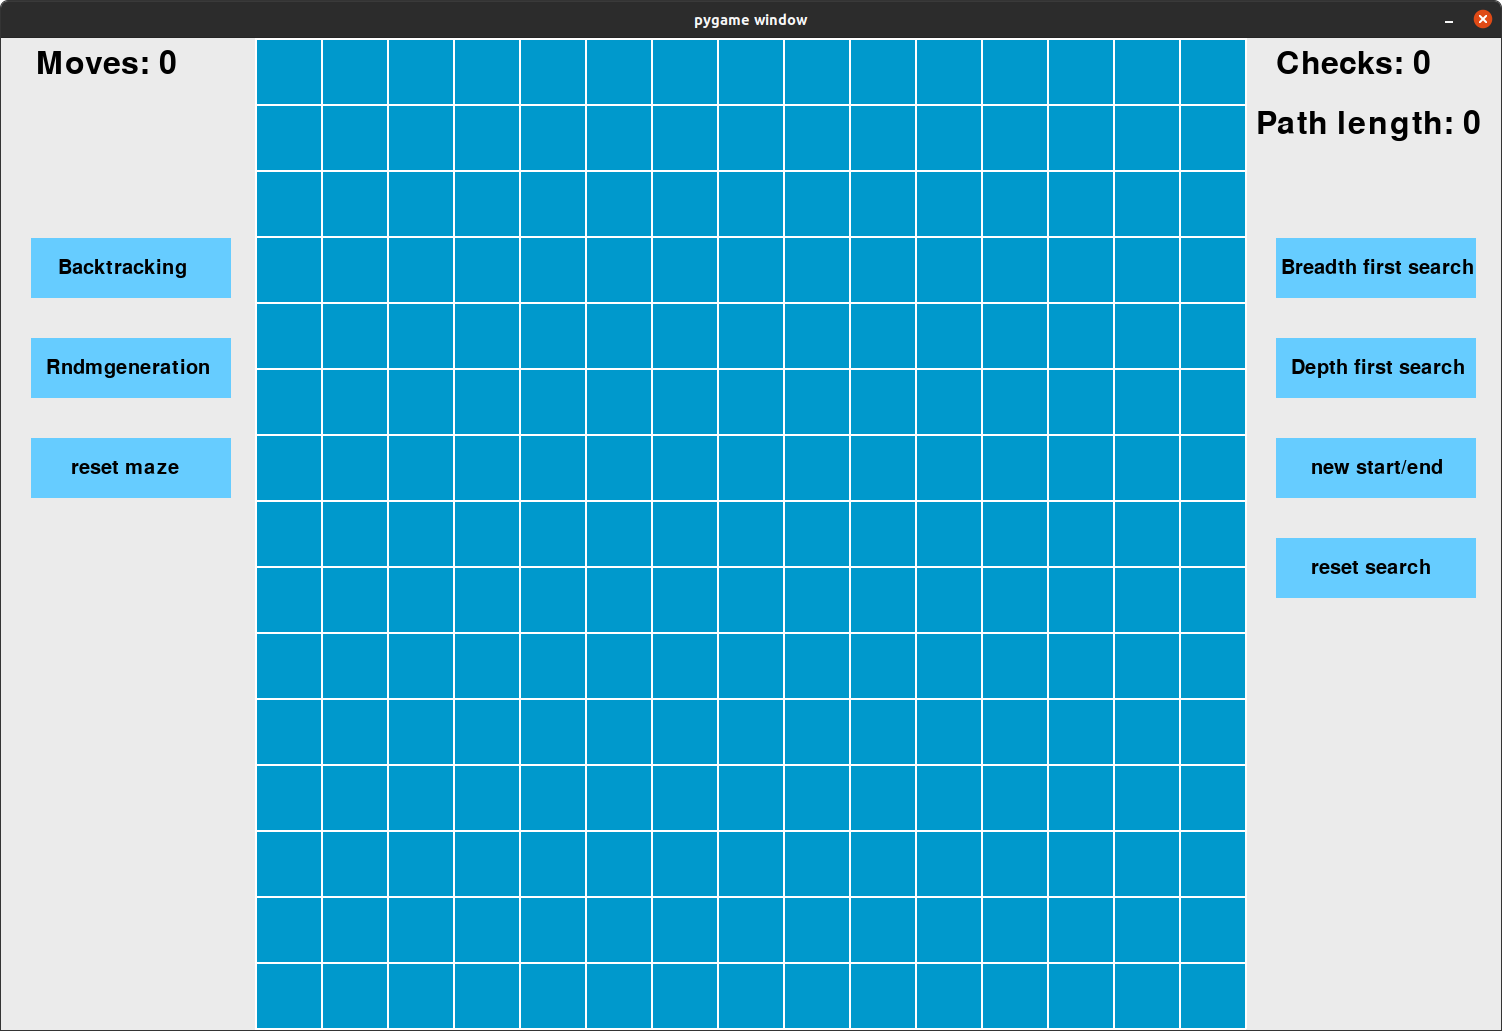 pygame window
Moves: 0
Checks: 0
Path length: 0
Backtracking
Breadth first search
Rndmgeneration
Depth first search
reset maze
new start/end
reset search